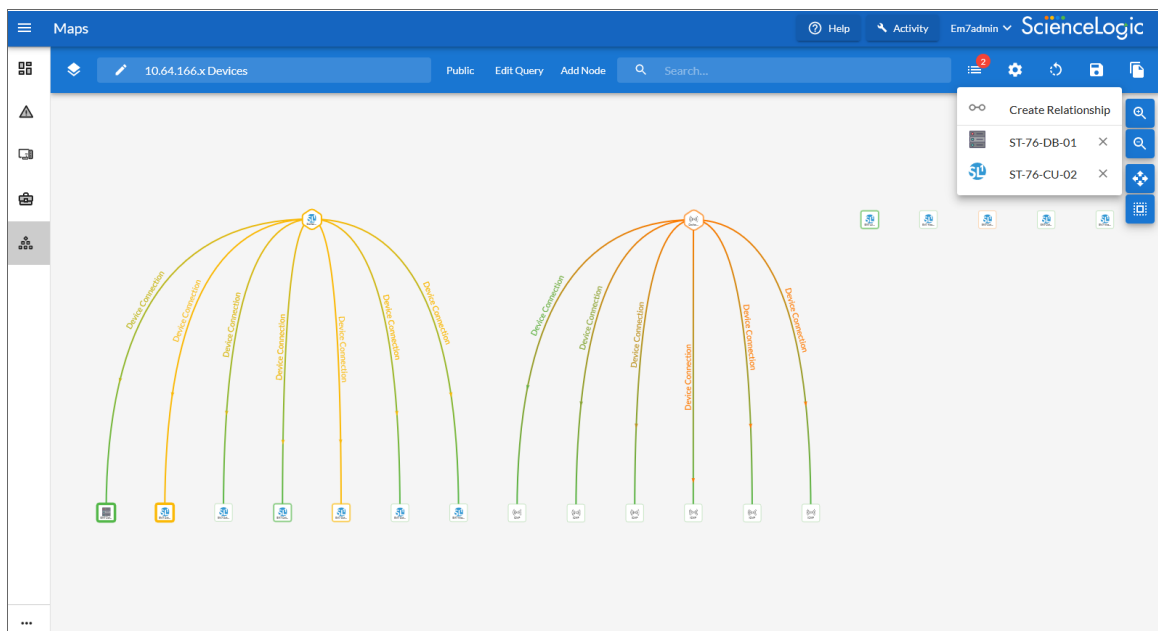 Maps
Help
Activity
Em7admin
ScienceLogic
10.64.166.x Devices
Public
Edit Query
Add Node
Search...
2
Create Relationship
ST-76-DB-01
ST-76-CU-02
Device Connection
Device Connection
Device Connection
Device Connection
Device Connection
Device Connection
Device Connection
Device Connection
Device Connection
Device Connection
Device Connection
Device Connection
Device Connection